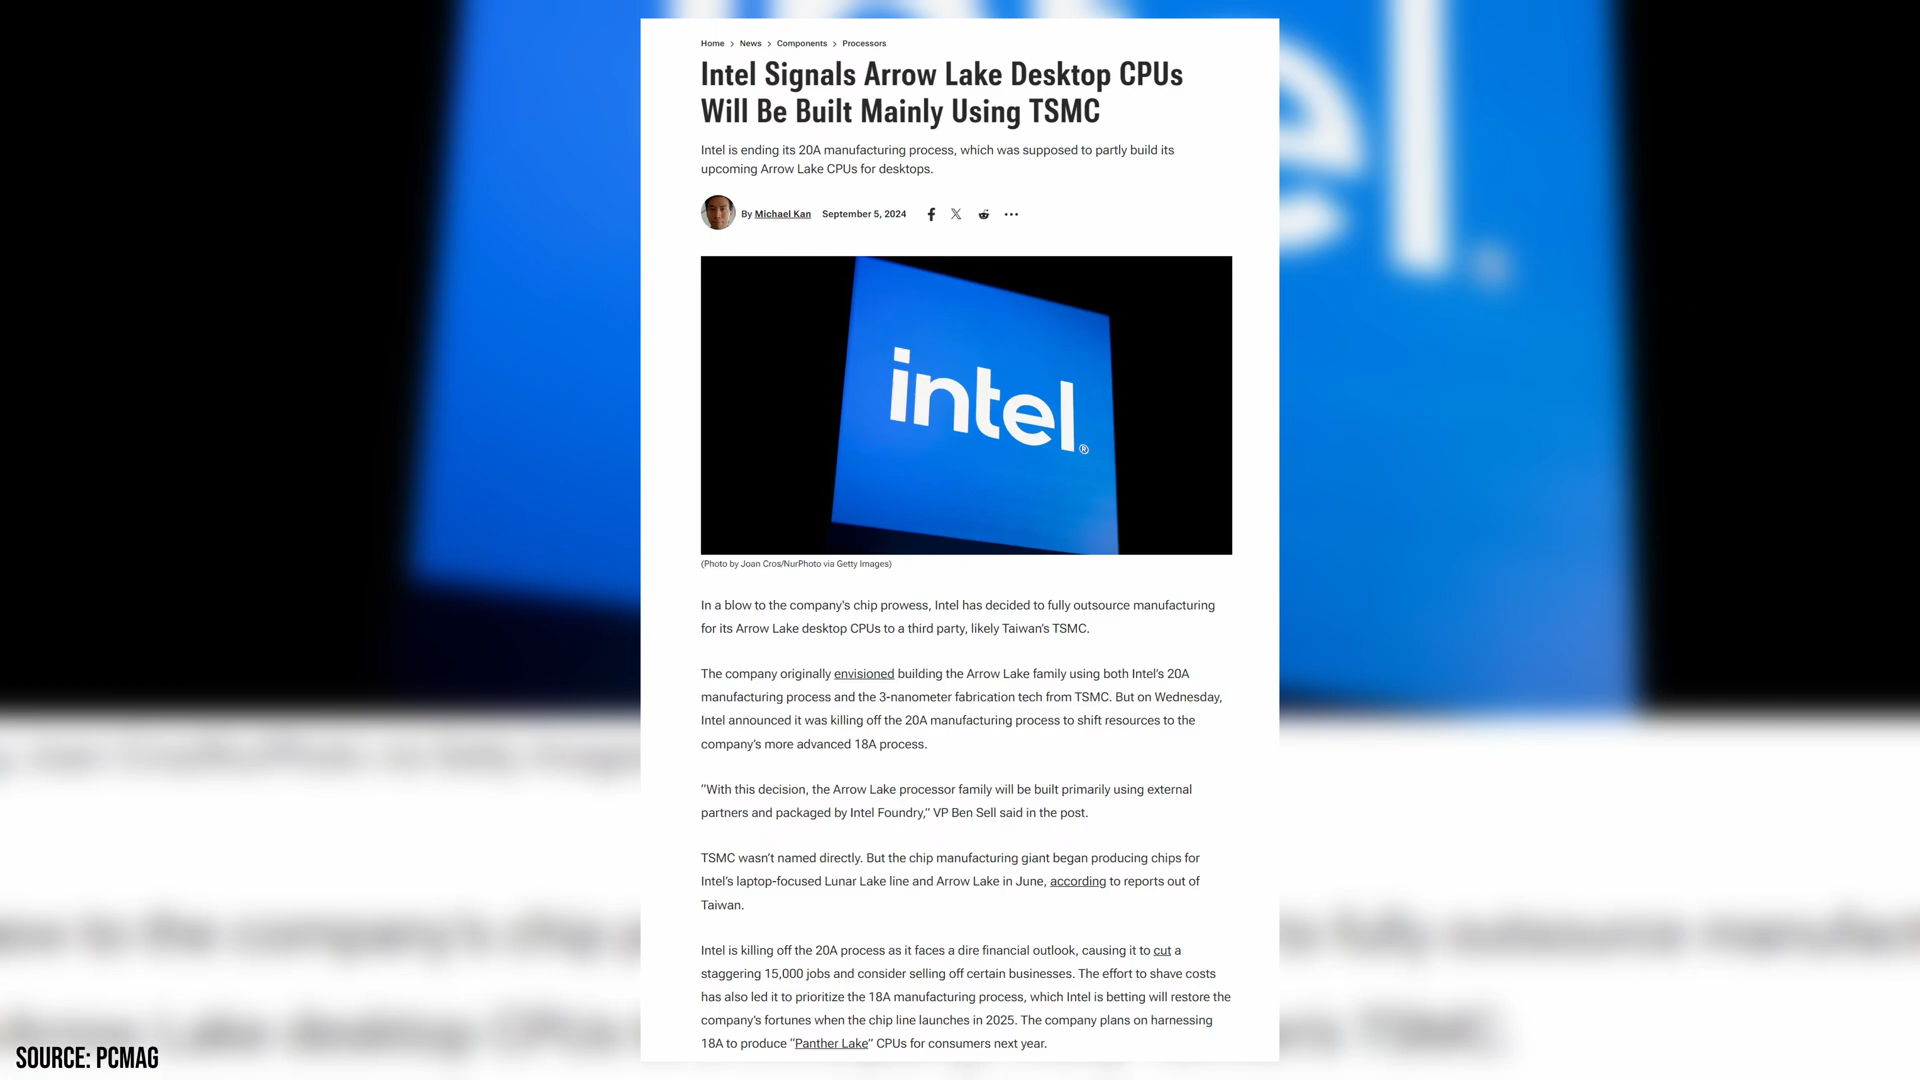 Home > News > Components > Processors
Intel Signals Arrow Lake Desktop CPUs
Will Be Built Mainly Using TSMC
Intel is ending its 20A manufacturing process, which was supposed to partly build its
upcoming Arrow Lake CPUs for desktops.
By Michael Kan September 5, 2024
intel®
(Photo by Joan Cros/NurPhoto via Getty Images)
In a blow to the company's chip prowess, Intel has decided to fully outsource manufacturing
for its Arrow Lake desktop CPUs to a third party, likely Taiwan’s TSMC.
The company originally envisioned building the Arrow Lake family using both Intel’s 20A
manufacturing process and the 3-nanometer fabrication tech from TSMC. But on Wednesday,
Intel announced it was killing off the 20A manufacturing process to shift resources to the
company’s more advanced 18A process.
“With this decision, the Arrow Lake processor family will be built primarily using external
partners and packaged by Intel Foundry,” VP Ben Sell said in the post.
TSMC wasn’t named directly. But the chip manufacturing giant began producing chips for
Intel’s laptop-focused Lunar Lake line and Arrow Lake in June, according to reports out of
Taiwan.
Intel is killing off the 20A process as it faces a dire financial outlook, causing it to cut a
staggering 15,000 jobs and consider selling off certain businesses. The effort to shave costs
has also led it to prioritize the 18A manufacturing process, which Intel is betting will restore the
company’s fortunes when the chip line launches in 2025. The company plans on harnessing
18A to produce “Panther Lake” CPUs for consumers next year.
SOURCE: PCMAG